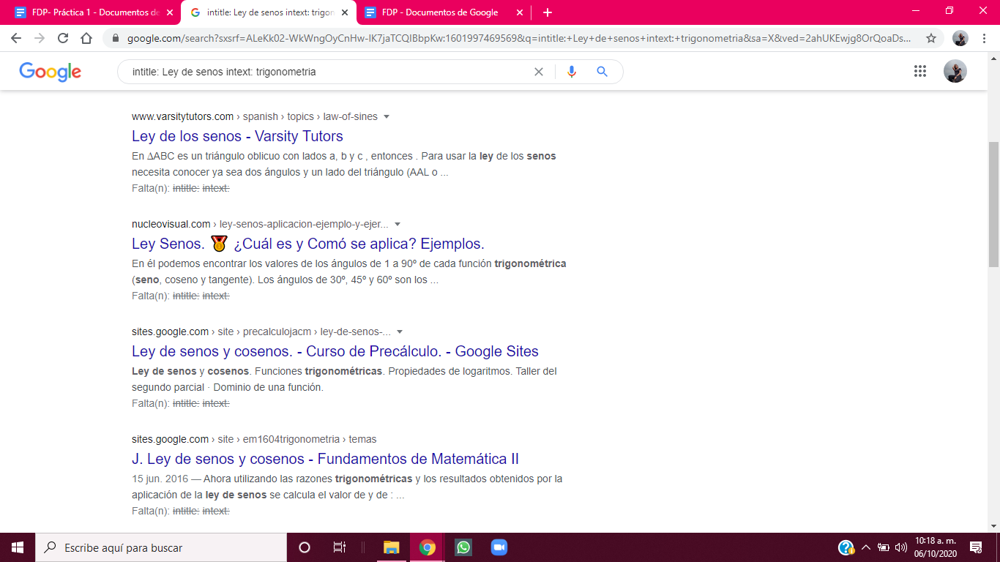 FDP- Práctica 1 - Documentos de
intitle: Ley de senos intext: trigon
FDP - Documentos de Google
google.com/search?sxsrf=ALeKk02-WkWngOyCnHw-IK7jaTCQIBbpKw:1601997469569&q=intitle:+Ley+de+senos+intext:+trigonometria&sa=X&ved=2ahUKEwjg8OrQoaDs...
Google
intitle: Ley de senos intext: trigonometria
www.varsitytutors.com › spanish › topics › law-of-sines
Ley de los senos - Varsity Tutors
En ∆ABC es un triángulo oblicuo con lados a, b y c , entonces . Para usar la ley de los senos
necesita conocer ya sea dos ángulos y un lado del triángulo (AAL o ...
Falta(n): intitle: intext:
nucleovisual.com › ley-senos-aplicacion-ejemplo-y-ejer...
Ley Senos. 🏅 ¿Cuál es y Comó se aplica? Ejemplos.
En él podemos encontrar los valores de los ángulos de 1 a 90º de cada función trigonométrica
(seno, coseno y tangente). Los ángulos de 30º, 45º y 60º son los ...
Falta(n): intitle: intext:
sites.google.com › site › precalculojacm › ley-de-senos-...
Ley de senos y cosenos. - Curso de Precálculo. - Google Sites
Ley de senos y cosenos. Funciones trigonométricas. Propiedades de logaritmos. Taller del
segundo parcial · Dominio de una función.
Falta(n): intitle: intext:
sites.google.com › site › em1604trigonometria › temas
J. Ley de senos y cosenos - Fundamentos de Matemática II
15 jun. 2016 — Ahora utilizando las razones trigonométricas y los resultados obtenidos por la
aplicación de la ley de senos se calcula el valor de y de : ...
Falta(n): intitle: intext:
Escribe aquí para buscar
10:18 a. m.
06/10/2020